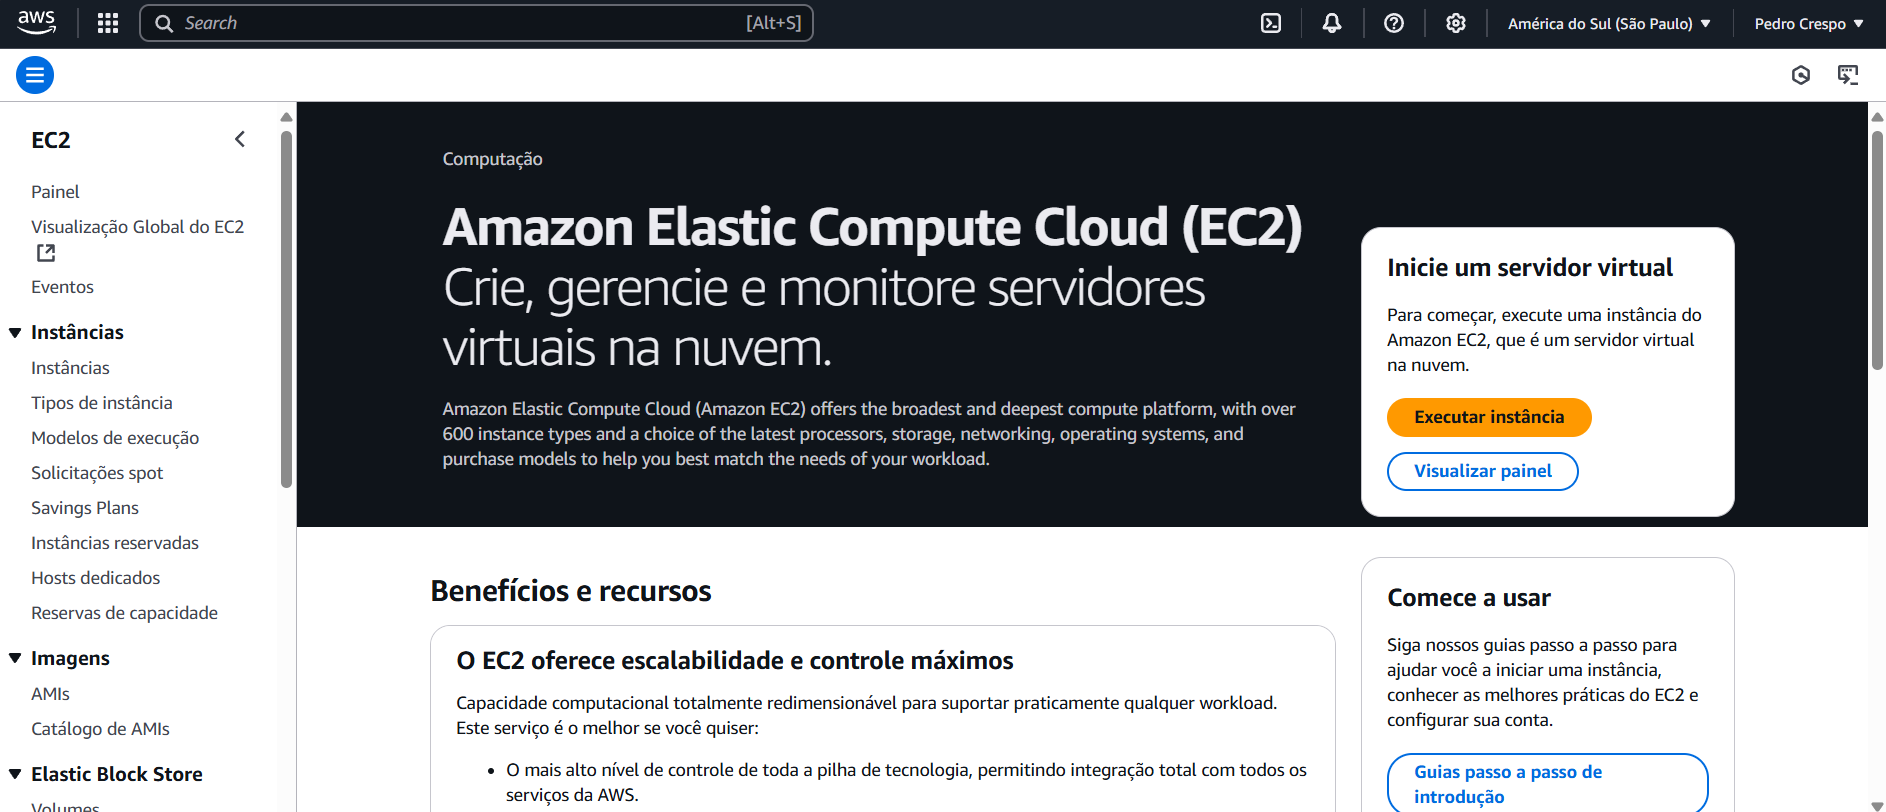 aws
Search
[Alt+S]
América do Sul (São Paulo)
Pedro Crespo
EC2
Painel
Visualização Global do EC2
Eventos
Instâncias
Instâncias
Tipos de instância
Modelos de execução
Solicitações spot
Savings Plans
Instâncias reservadas
Hosts dedicados
Reservas de capacidade
Imagens
AMIs
Catálogo de AMIs
Elastic Block Store
Volumes
Computação
Amazon Elastic Compute Cloud (EC2)
Crie, gerencie e monitore servidores
virtuais na nuvem.
Amazon Elastic Compute Cloud (Amazon EC2) offers the broadest and deepest compute platform, with over
600 instance types and a choice of the latest processors, storage, networking, operating systems, and
purchase models to help you best match the needs of your workload.
Inicie um servidor virtual
Para começar, execute uma instância do
Amazon EC2, que é um servidor virtual
na nuvem.
Executar instância
Visualizar painel
Benefícios e recursos
O EC2 oferece escalabilidade e controle máximos
Capacidade computacional totalmente redimensionável para suportar praticamente qualquer workload.
Este serviço é o melhor se você quiser:
• O mais alto nível de controle de toda a pilha de tecnologia, permitindo integração total com todos os
serviços da AWS.
Comece a usar
Siga nossos guias passo a passo para
ajudar você a iniciar uma instância,
conhecer as melhores práticas do EC2 e
configurar sua conta.
Guias passo a passo de
introdução